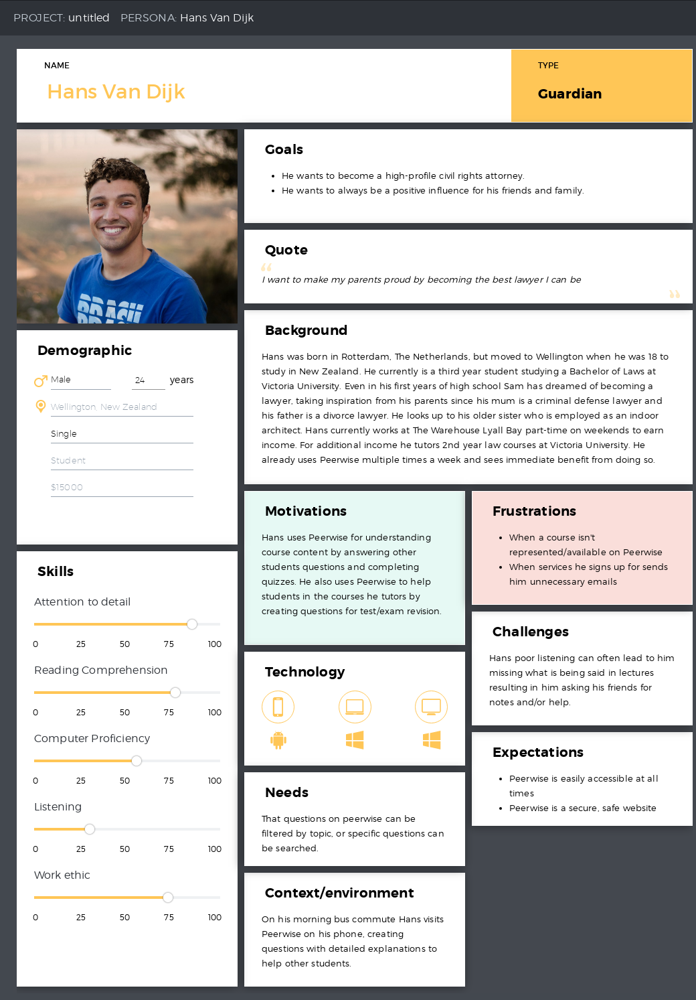 PROJECT: untitled PERSONA: Hans Van Dijk
NAME
Hans Van Dijk
TYPE
Guardian
BRASH
Demographic
Male 24 years
Wellington, New Zealand
Single
Student
$15000
Skills
Attention to detail
0 25 50 75 100
Reading Comprehension
0 25 50 75 100
Computer Proficiency
0 25 50 75 100
Listening
0 25 50 75 100
Work ethic
0 25 50 75 100
Goals
• He wants to become a high-profile civil rights attorney.
• He wants to always be a positive influence for his friends and family.
Quote
“
I want to make my parents proud by becoming the best lawyer I can be
”
Background
Hans was born in Rotterdam, The Netherlands, but moved to Wellington when he was 18 to
study in New Zealand. He currently is a third year student studying a Bachelor of Laws at
Victoria University. Even in his first years of high school Sam has dreamed of becoming a
lawyer, taking inspiration from his parents since his mum is a criminal defense lawyer and
his father is a divorce lawyer. He looks up to his older sister who is employed as an indoor
architect. Hans currently works at The Warehouse Lyall Bay part-time on weekends to earn
income. For additional income he tutors 2nd year law courses at Victoria University. He
already uses Peerwise multiple times a week and sees immediate benefit from doing so.
Motivations
Hans uses Peerwise for understanding
course content by answering other
students questions and completing
quizzes. He also uses Peerwise to help
students in the courses he tutors by
creating questions for test/exam revision.
Technology
Needs
That questions on peerwise can be
filtered by topic, or specific questions can
be searched.
Context/environment
On his morning bus commute Hans visits
Peerwise on his phone, creating
questions with detailed explanations to
help other students.
Frustrations
• When a course isn't
represented/available on Peerwise
• When services he signs up for sends
him unnecessary emails
Challenges
Hans poor listening can often lead to him
missing what is being said in lectures
resulting in him asking his friends for
notes and/or help.
Expectations
• Peerwise is easily accessible at all
times
• Peerwise is a secure, safe website